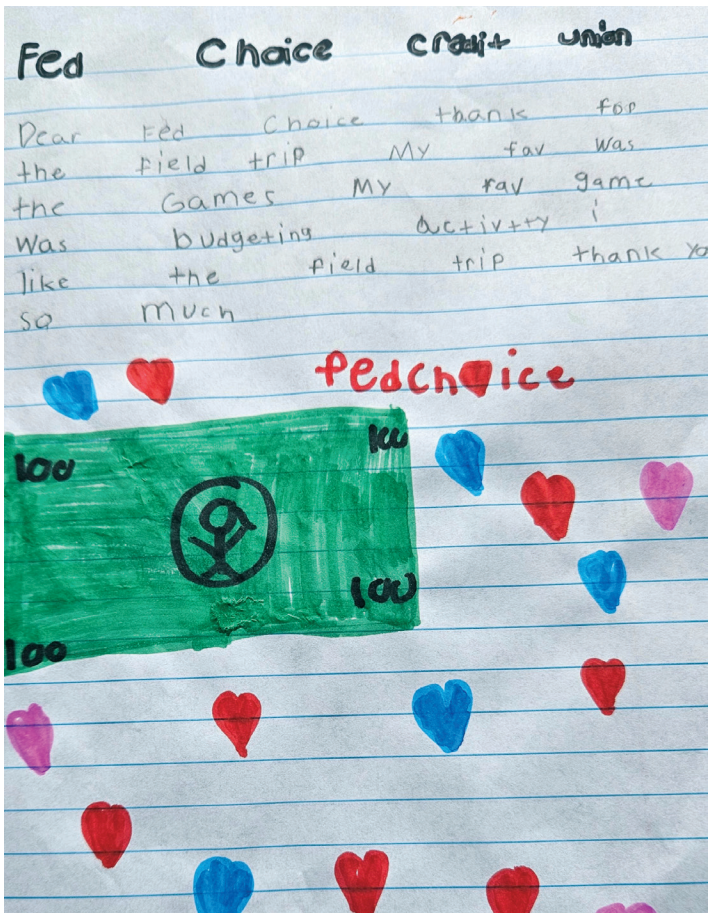 Fed Choice Credit union
Dear Fed Choice thank for
the field trip My fav was
the Games My fav game
was budgeting activtty i
like the field trip thank yo
so much
fedchoice
100 100
100
100